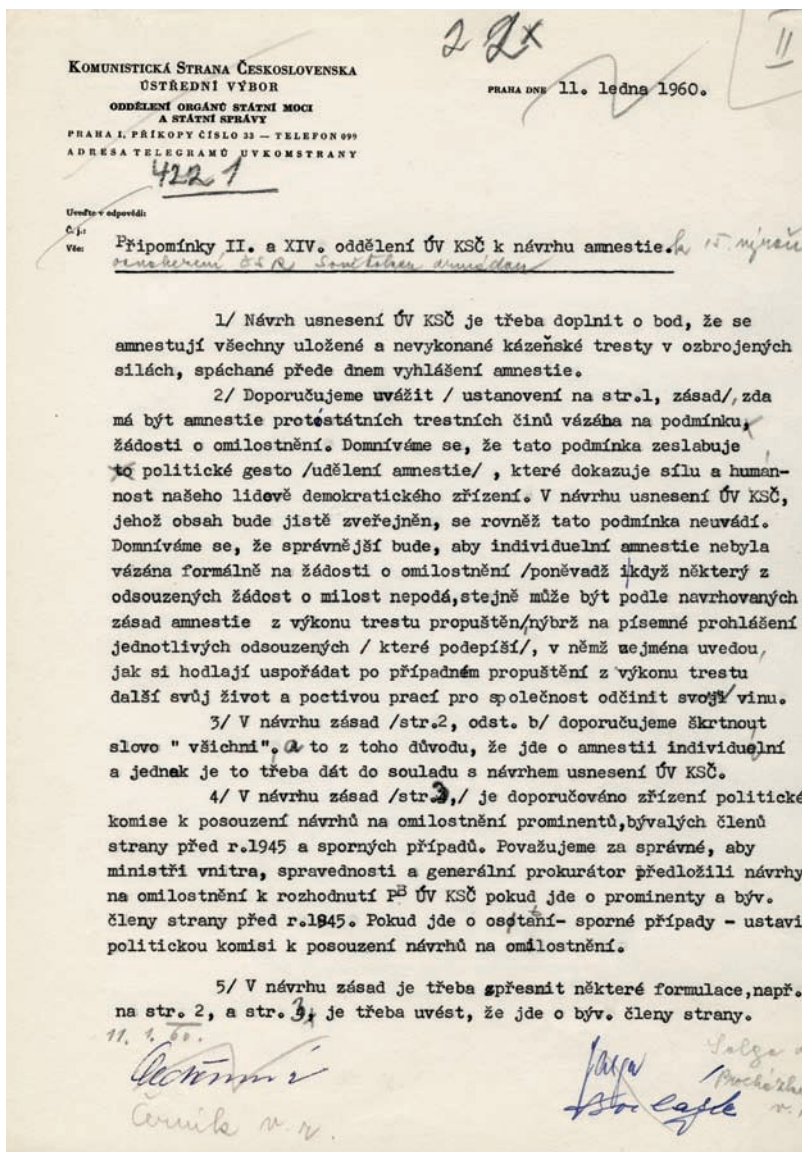 2 2x
II
KOMUNISTICKÁ STRANA ČESKOSLOVENSKA
ÚSTŘEDNÍ VÝBOR
ODDĚLENÍ ORGÁNŮ STÁTNÍ MOCI
A STÁTNÍ SPRÁVY
PRAHA I, PŘÍKOPY ČÍSLO 33 — TELEFON 099
ADRESA TELEGRAMŮ UVKOMSTRANY
PRAHA DNE 11. ledna 1960.
4221
Uveďte v odpovědi:
Č. j.:
Věc: Připomínky II. a XIV. oddělení ÚV KSČ k návrhu amnestie. k 15. výročí
osvobození ČSR Sovětskou armádou
1/ Návrh usnesení ÚV KSČ je třeba doplnit o bod, že se
amnestují všechny uložené a nevykonané kázeňské tresty v ozbrojených
silách, spáchané přede dnem vyhlášení amnestie.
2/ Doporučujeme uvážit / ustanovení na str.1, zásad/, zda
má být amnestie protistátních trestních činů vázána na podmínku
žádosti o omilostnění. Domníváme se, že tato podmínka zeslabuje
to politické gesto /udělení amnestie/ , které dokazuje sílu a human-
nost našeho lidově demokratického zřízení. V návrhu usnesení ÚV KSČ,
jehož obsah bude jistě zveřejněn, se rovněž tato podmínka neuvádí.
Domníváme se, že správnější bude, aby individuelní amnestie nebyla
vázána formálně na žádosti o omilostnění /poněvadž ikdyž některý z
odsouzených žádost o milost nepodá,stejně může být podle navrhovaných
zásad amnestie z výkonu trestu propuštěn/nýbrž na písemné prohlášení
jednotlivých odsouzených / které podepíší/, v němž zejména uvedou,
jak si hodlají uspořádat po případném propuštění z výkonu trestu
další svůj život a poctivou prací pro společnost odčinit svoji vinu.
3/ V návrhu zásad /str.2, odst. b/ doporučujeme škrtnout
slovo " všichni", a to z toho důvodu, že jde o amnestii individuelní
a jednak je to třeba dát do souladu s návrhem usnesení ÚV KSČ.
4/ V návrhu zásad /str.3,/ je doporučováno zřízení politické
komise k posouzení návrhů na omilostnění prominentů,bývalých členů
strany před r.1945 a sporných případů. Považujeme za správné, aby
ministři vnitra, spravednosti a generální prokurátor předložili návrhy
na omilostnění k rozhodnutí PB ÚV KSČ pokud jde o prominenty a býv.
členy strany před r.1945. Pokud jde o ostatní- sporné případy - ustavi
politickou komisi k posouzení návrhů na omilostnění.
5/ V návrhu zásad je třeba zpřesnit některé formulace,např.
na str. 2, a str. 3, je třeba uvést, že jde o býv. členy strany.
11. 1. 60.
Salga
Procházka
Černík v. r.